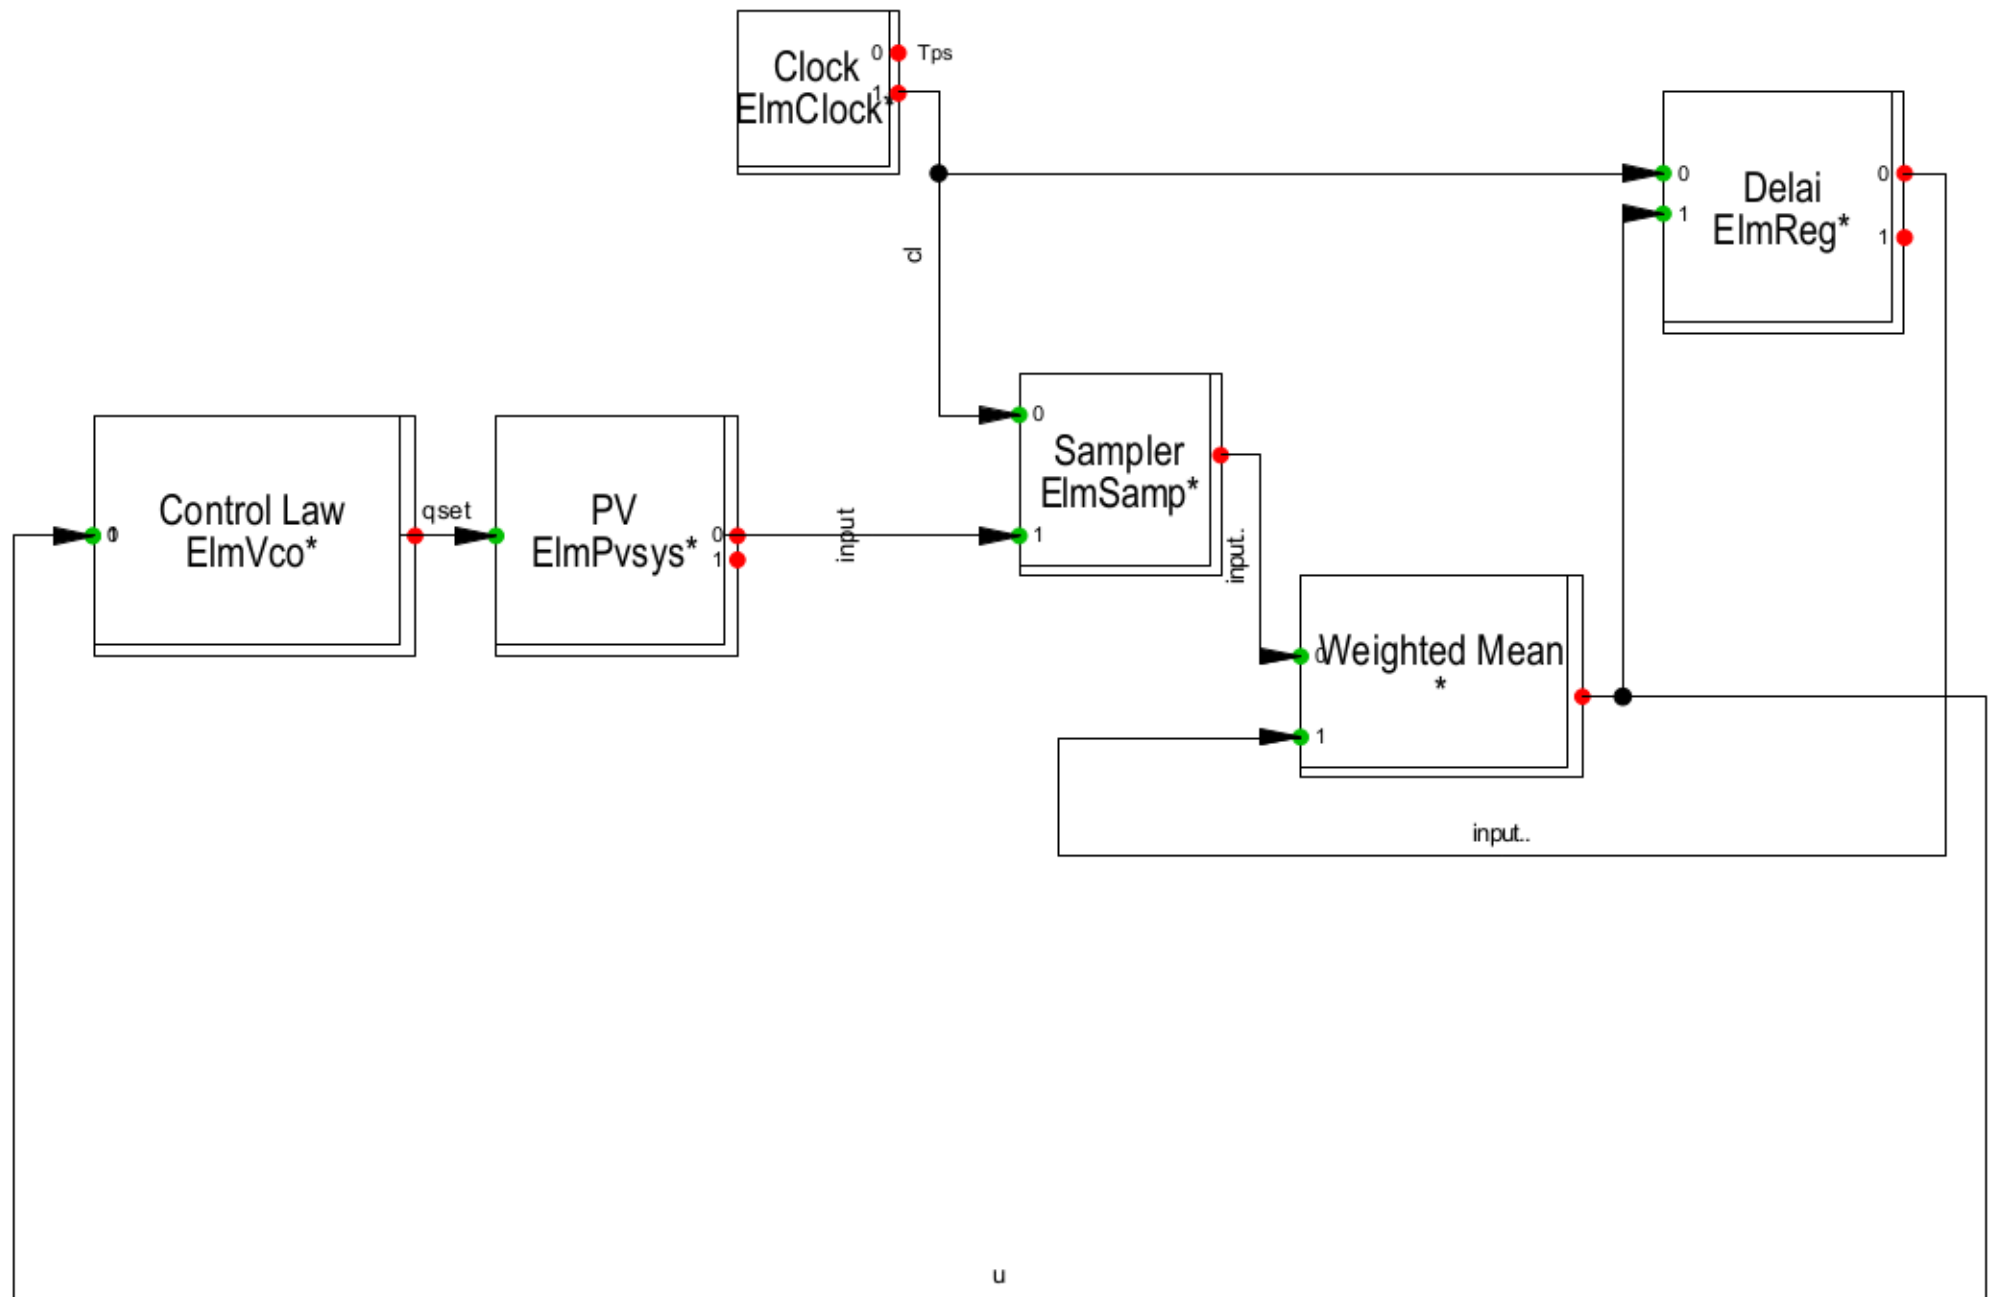 Clock
ElmClock*
0
Tps
1
cl
Delai
ElmReg*
0
1
0
1
Sampler
ElmSamp*
0
1
Control Law
ElmVco*
qset
PV
ElmPvsys*
0
1
input
input..
Weighted Mean
*
0
1
input..
u